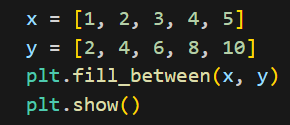 x = [1, 2, 3, 4, 5]
y = [2, 4, 6, 8, 10]
plt.fill_between(x, y)
plt.show()